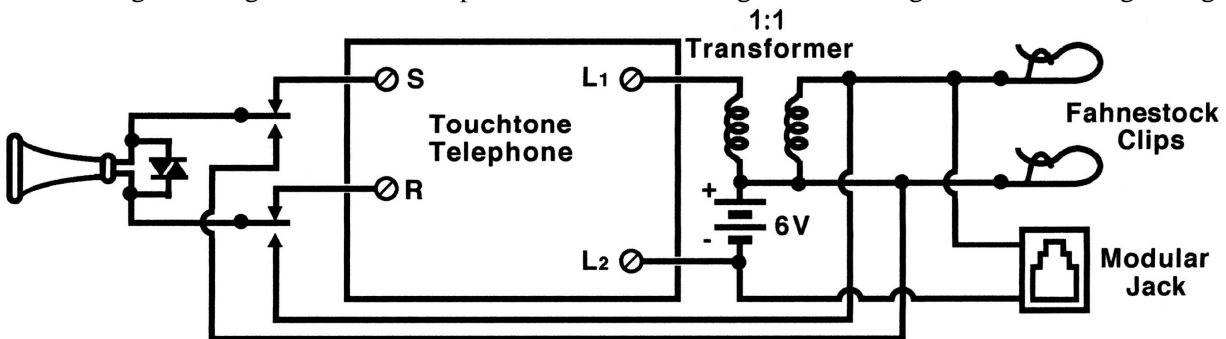 1:1
Transformer
S
L1
Touchtone
Telephone
Fahnestock
Clips
R
+
6V
-
L2
Modular
Jack